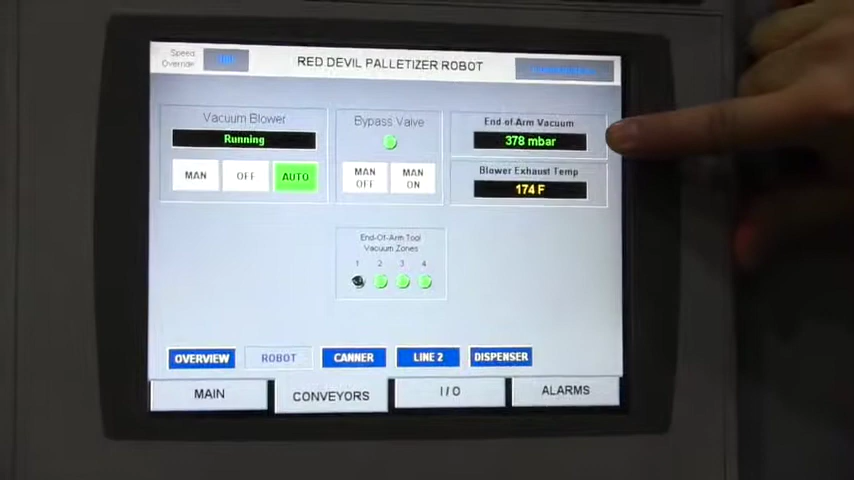 Speed
Override
RED DEVIL PALLETIZER ROBOT
Vacuum Blower
Running
MAN
OFF
AUTO
Bypass Valve
MAN
OFF
MAN
ON
End-of-Arm Vacuum
378 mbar
Blower Exhaust Temp
174 F
End-Of-Arm Tool
Vacuum Zones
1 2 3 4
OVERVIEW
ROBOT
CANNER
LINE 2
DISPENSER
MAIN
CONVEYORS
I/O
ALARMS